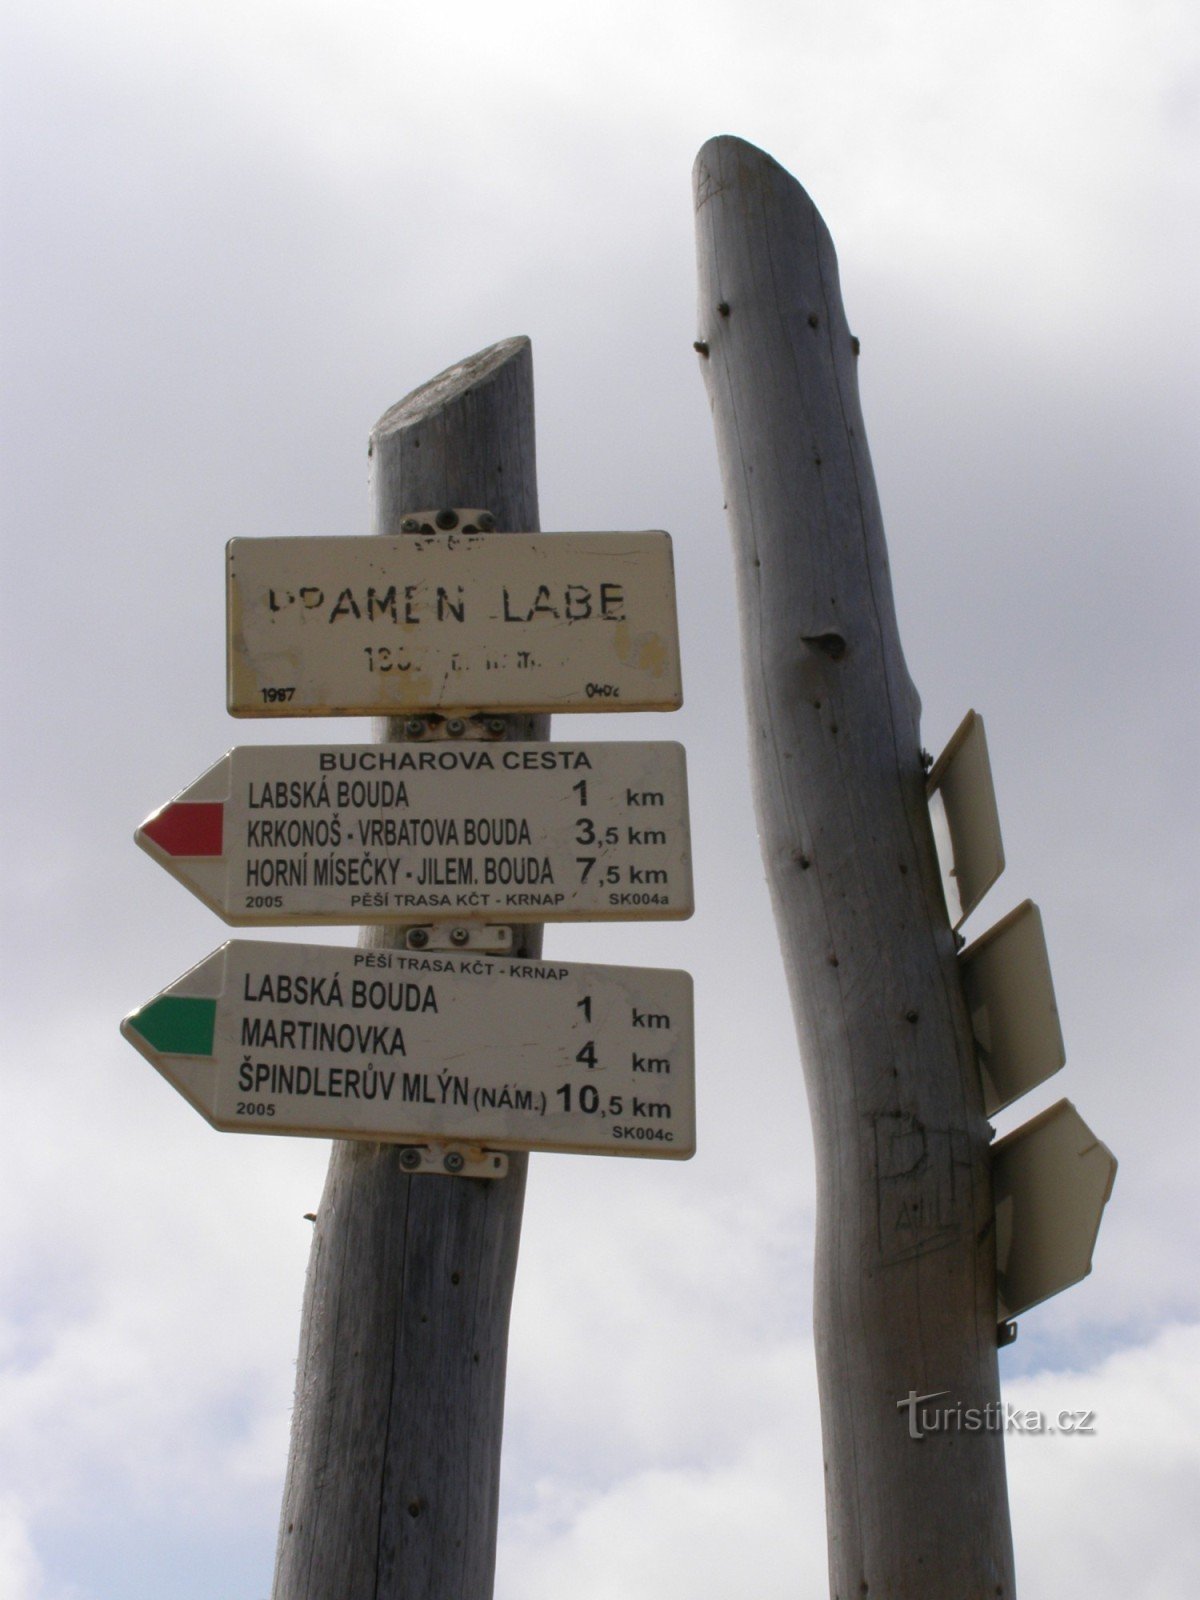 PRAMEN LABE
1987
BUCHAROVA CESTA
LABSKÁ BOUDA 1 km
KRKONOŠ - VRBATOVA BOUDA 3,5 km
HORNÍ MÍSEČKY - JILEM. BOUDA 7,5 km
2005 PĚŠÍ TRASA KČT - KRNAP SK004a
PĚŠÍ TRASA KČT - KRNAP
LABSKÁ BOUDA 1 km
MARTINOVKA 4 km
ŠPINDLERŮV MLÝN (NÁM.) 10,5 km
2005 SK004c
Turistika.cz